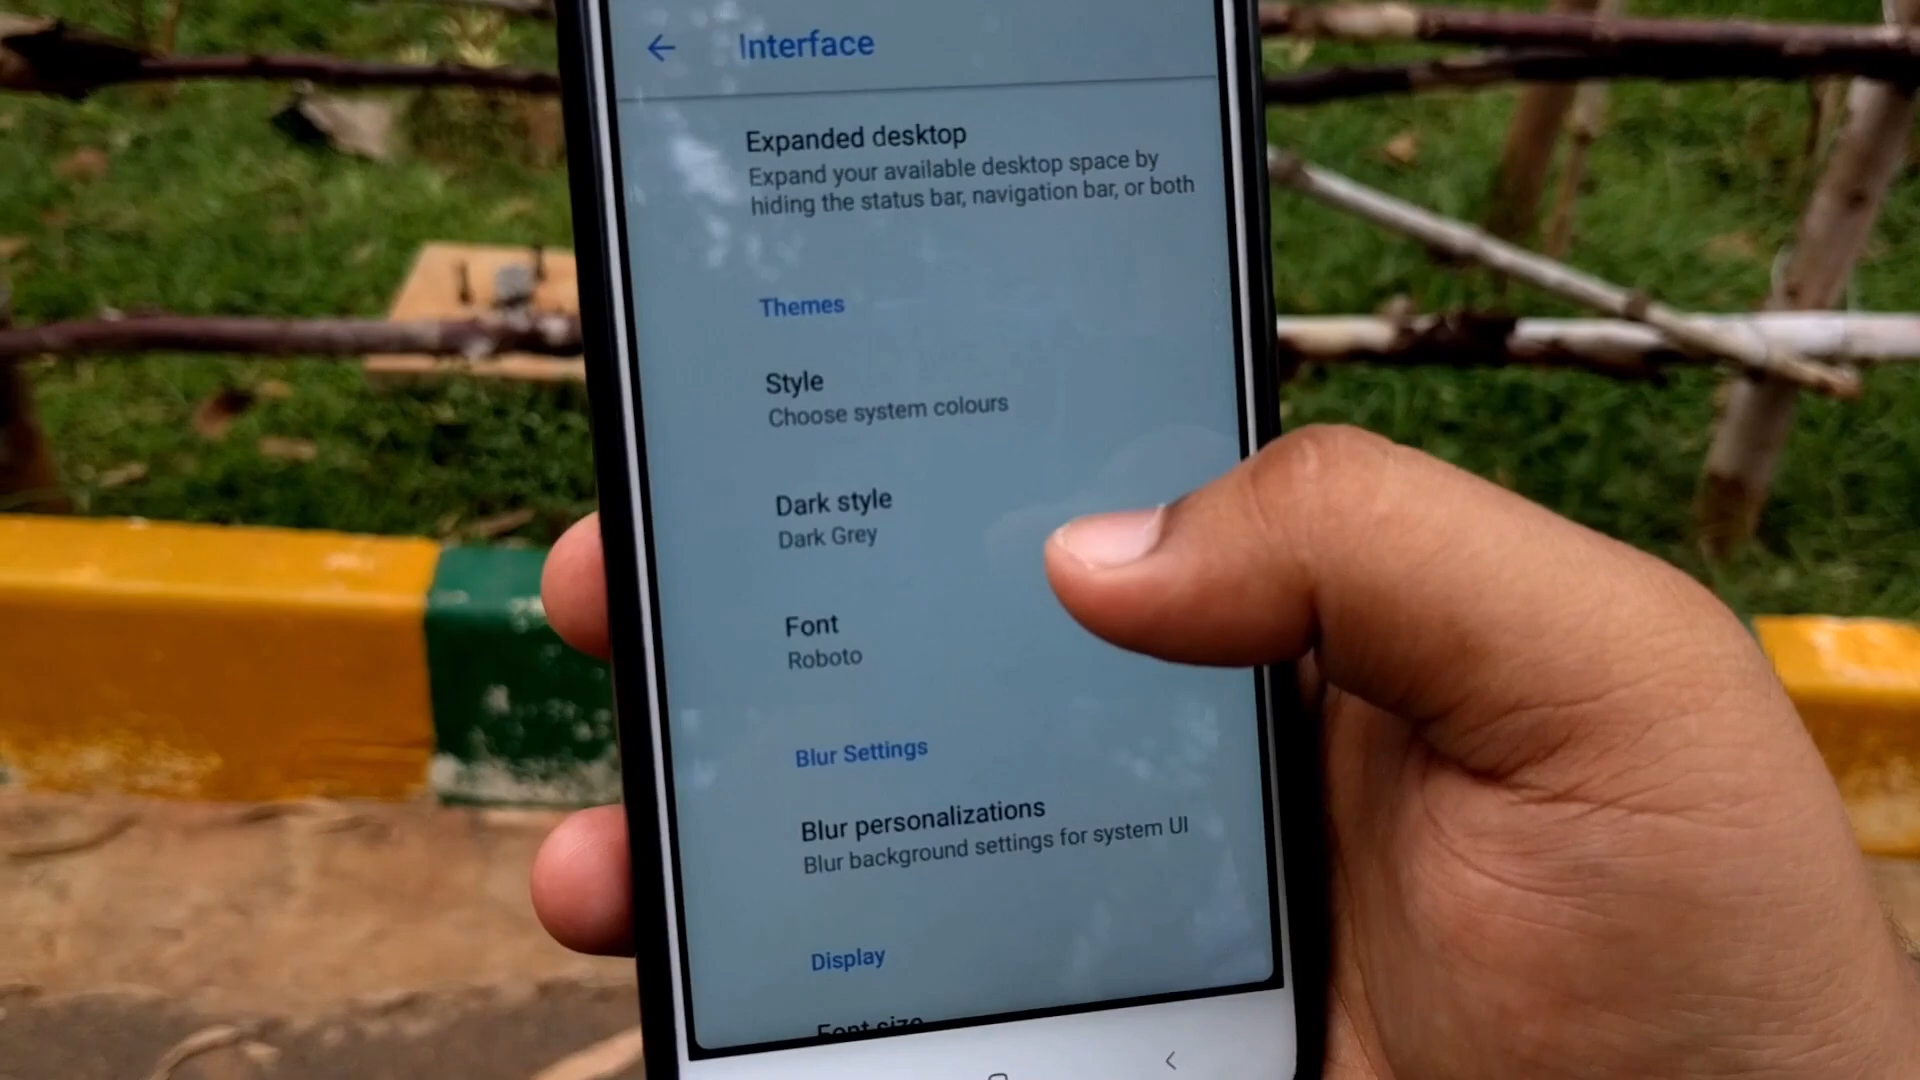 Interface
Expanded desktop
Expand your available desktop space by
hiding the status bar, navigation bar, or both
Themes
Style
Choose system colours
Dark style
Dark Grey
Font
Roboto
Blur Settings
Blur personalizations
Blur background settings for system UI
Display
Font size